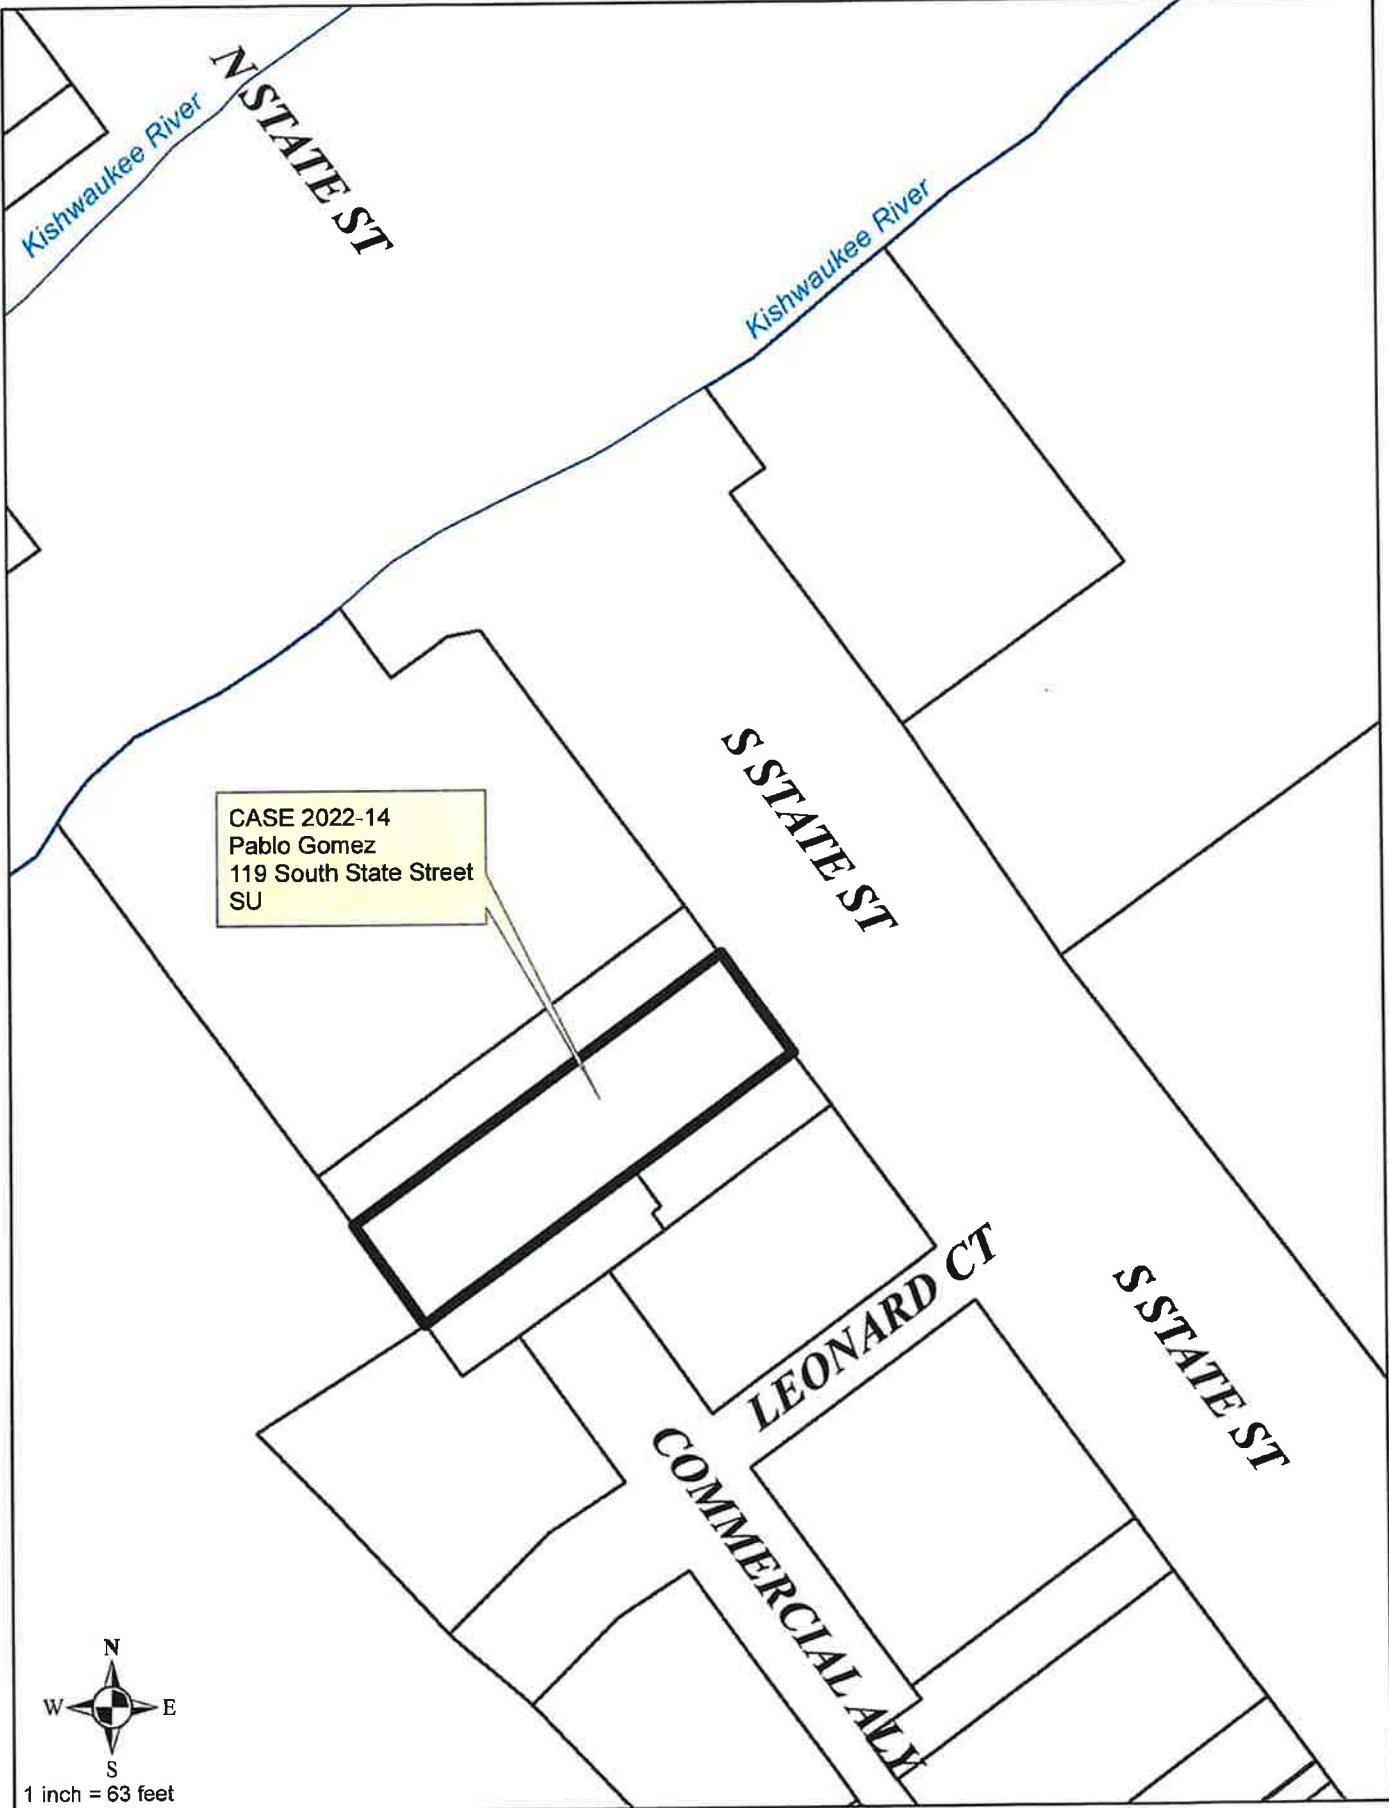 N STATE ST
Kishwaukee River
Kishwaukee River
S STATE ST
CASE 2022-14
Pablo Gomez
119 South State Street
SU
LEONARD CT
S STATE ST
COMMERCIAL ALY
N
W E
S
1 inch = 63 feet